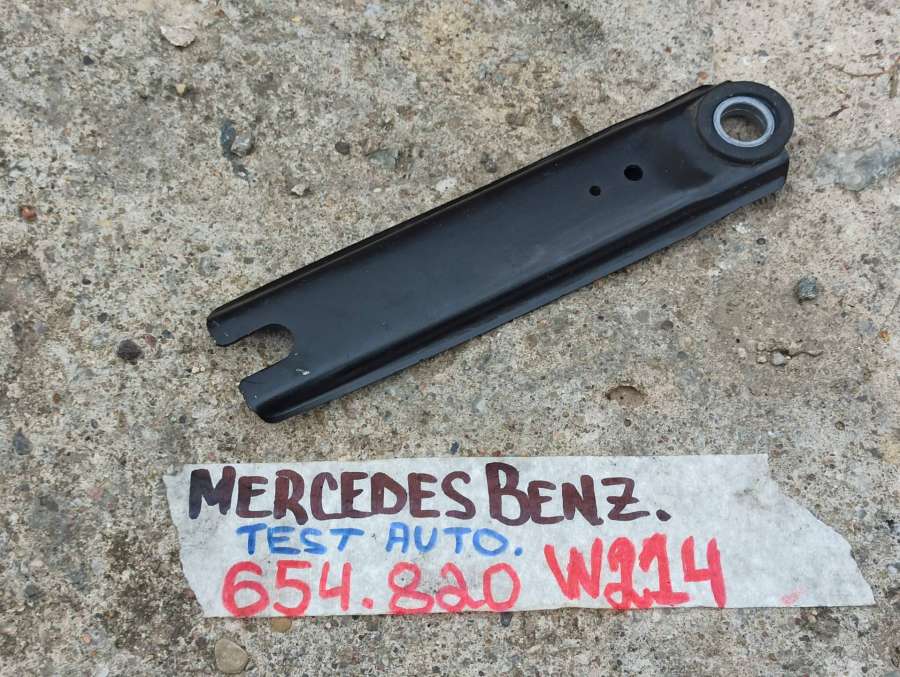 MERCEDES BENZ.
TEST AUTO.
654.820 W214